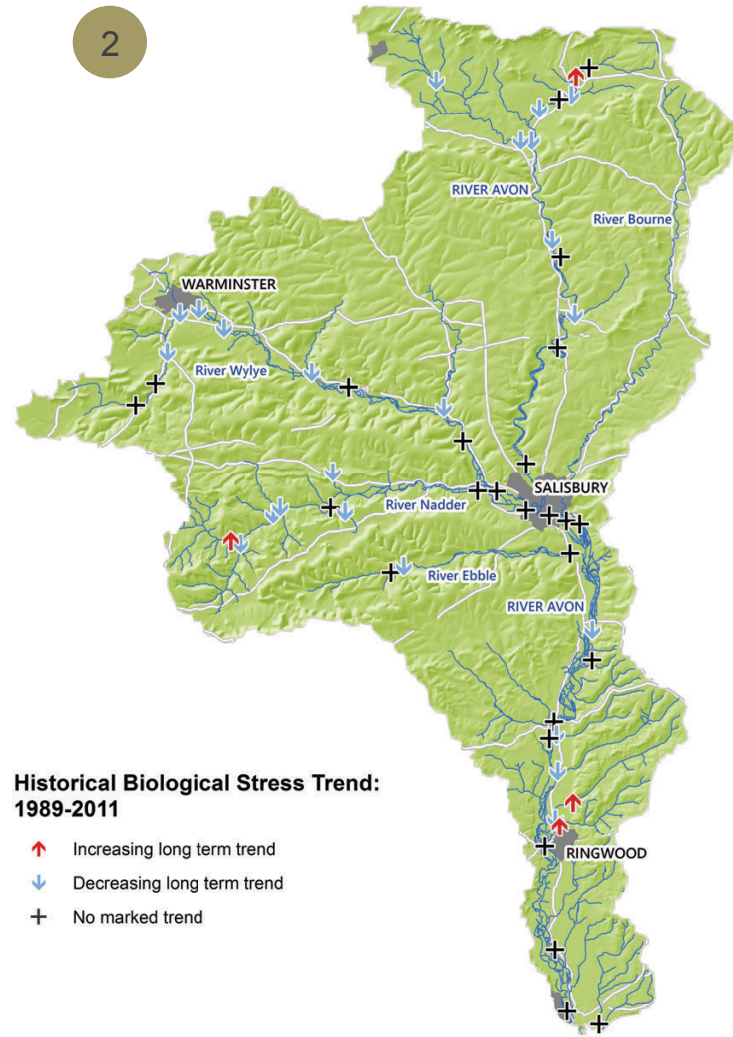 2
RIVER AVON
River Bourne
WARMINSTER
River Wylye
SALISBURY
River Nadder
River Ebble
RIVER AVON
Historical Biological Stress Trend:
1989-2011
Increasing long term trend
Decreasing long term trend
No marked trend
RINGWOOD